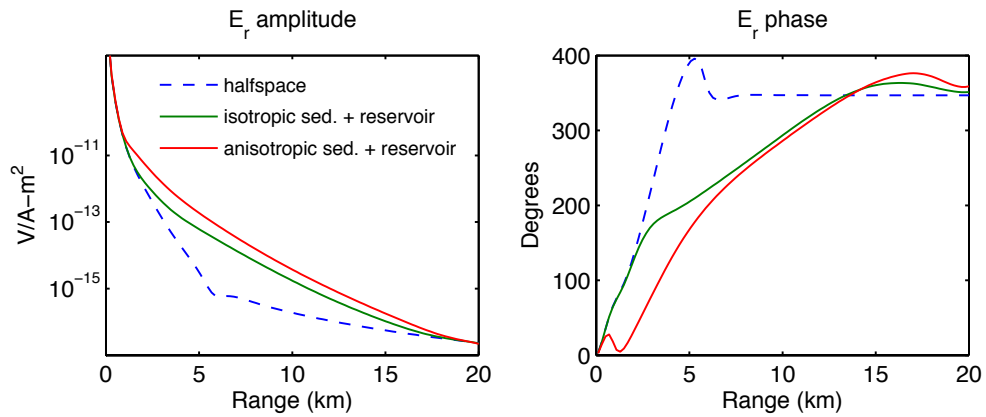 E_r amplitude
V/A−m²
10⁻¹¹
10⁻¹³
10⁻¹⁵
halfspace
isotropic sed. + reservoir
anisotropic sed. + reservoir
0 5 10 15 20
Range (km)
E_r phase
Degrees
400
300
200
100
0
0 5 10 15 20
Range (km)